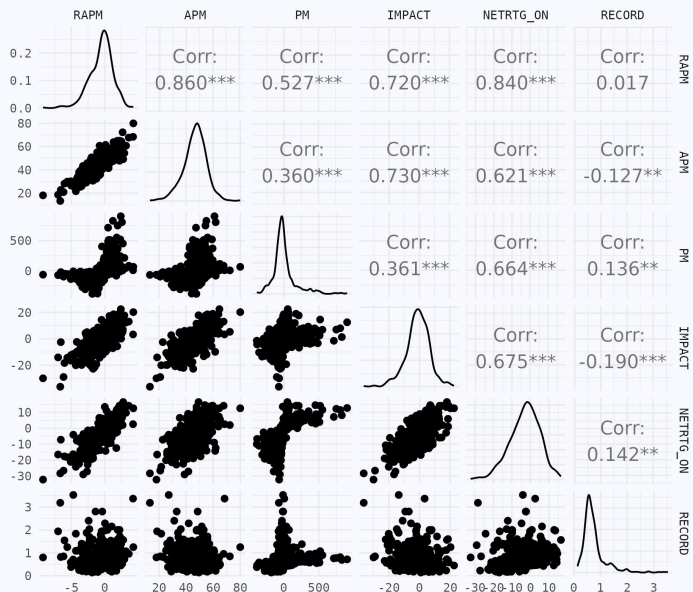 RAPM APM PM IMPACT NETRTG_ON RECORD
0.2
0.1
0.0
Corr:
0.860***
Corr:
0.527***
Corr:
0.720***
Corr:
0.840***
Corr:
0.017
RAPM
80
60
40
20
Corr:
0.360***
Corr:
0.730***
Corr:
0.621***
Corr:
-0.127**
APM
500
0
Corr:
0.361***
Corr:
0.664***
Corr:
0.136**
PM
20
0
-20
Corr:
0.675***
Corr:
-0.190***
IMPACT
10
0
-10
-20
-30
Corr:
0.142**
NETRTG_ON
3
2
1
0
RECORD
-5 0 20 40 60 80 0 500 -20 0 20 -30 -20 -10 0 10 0 1 2 3